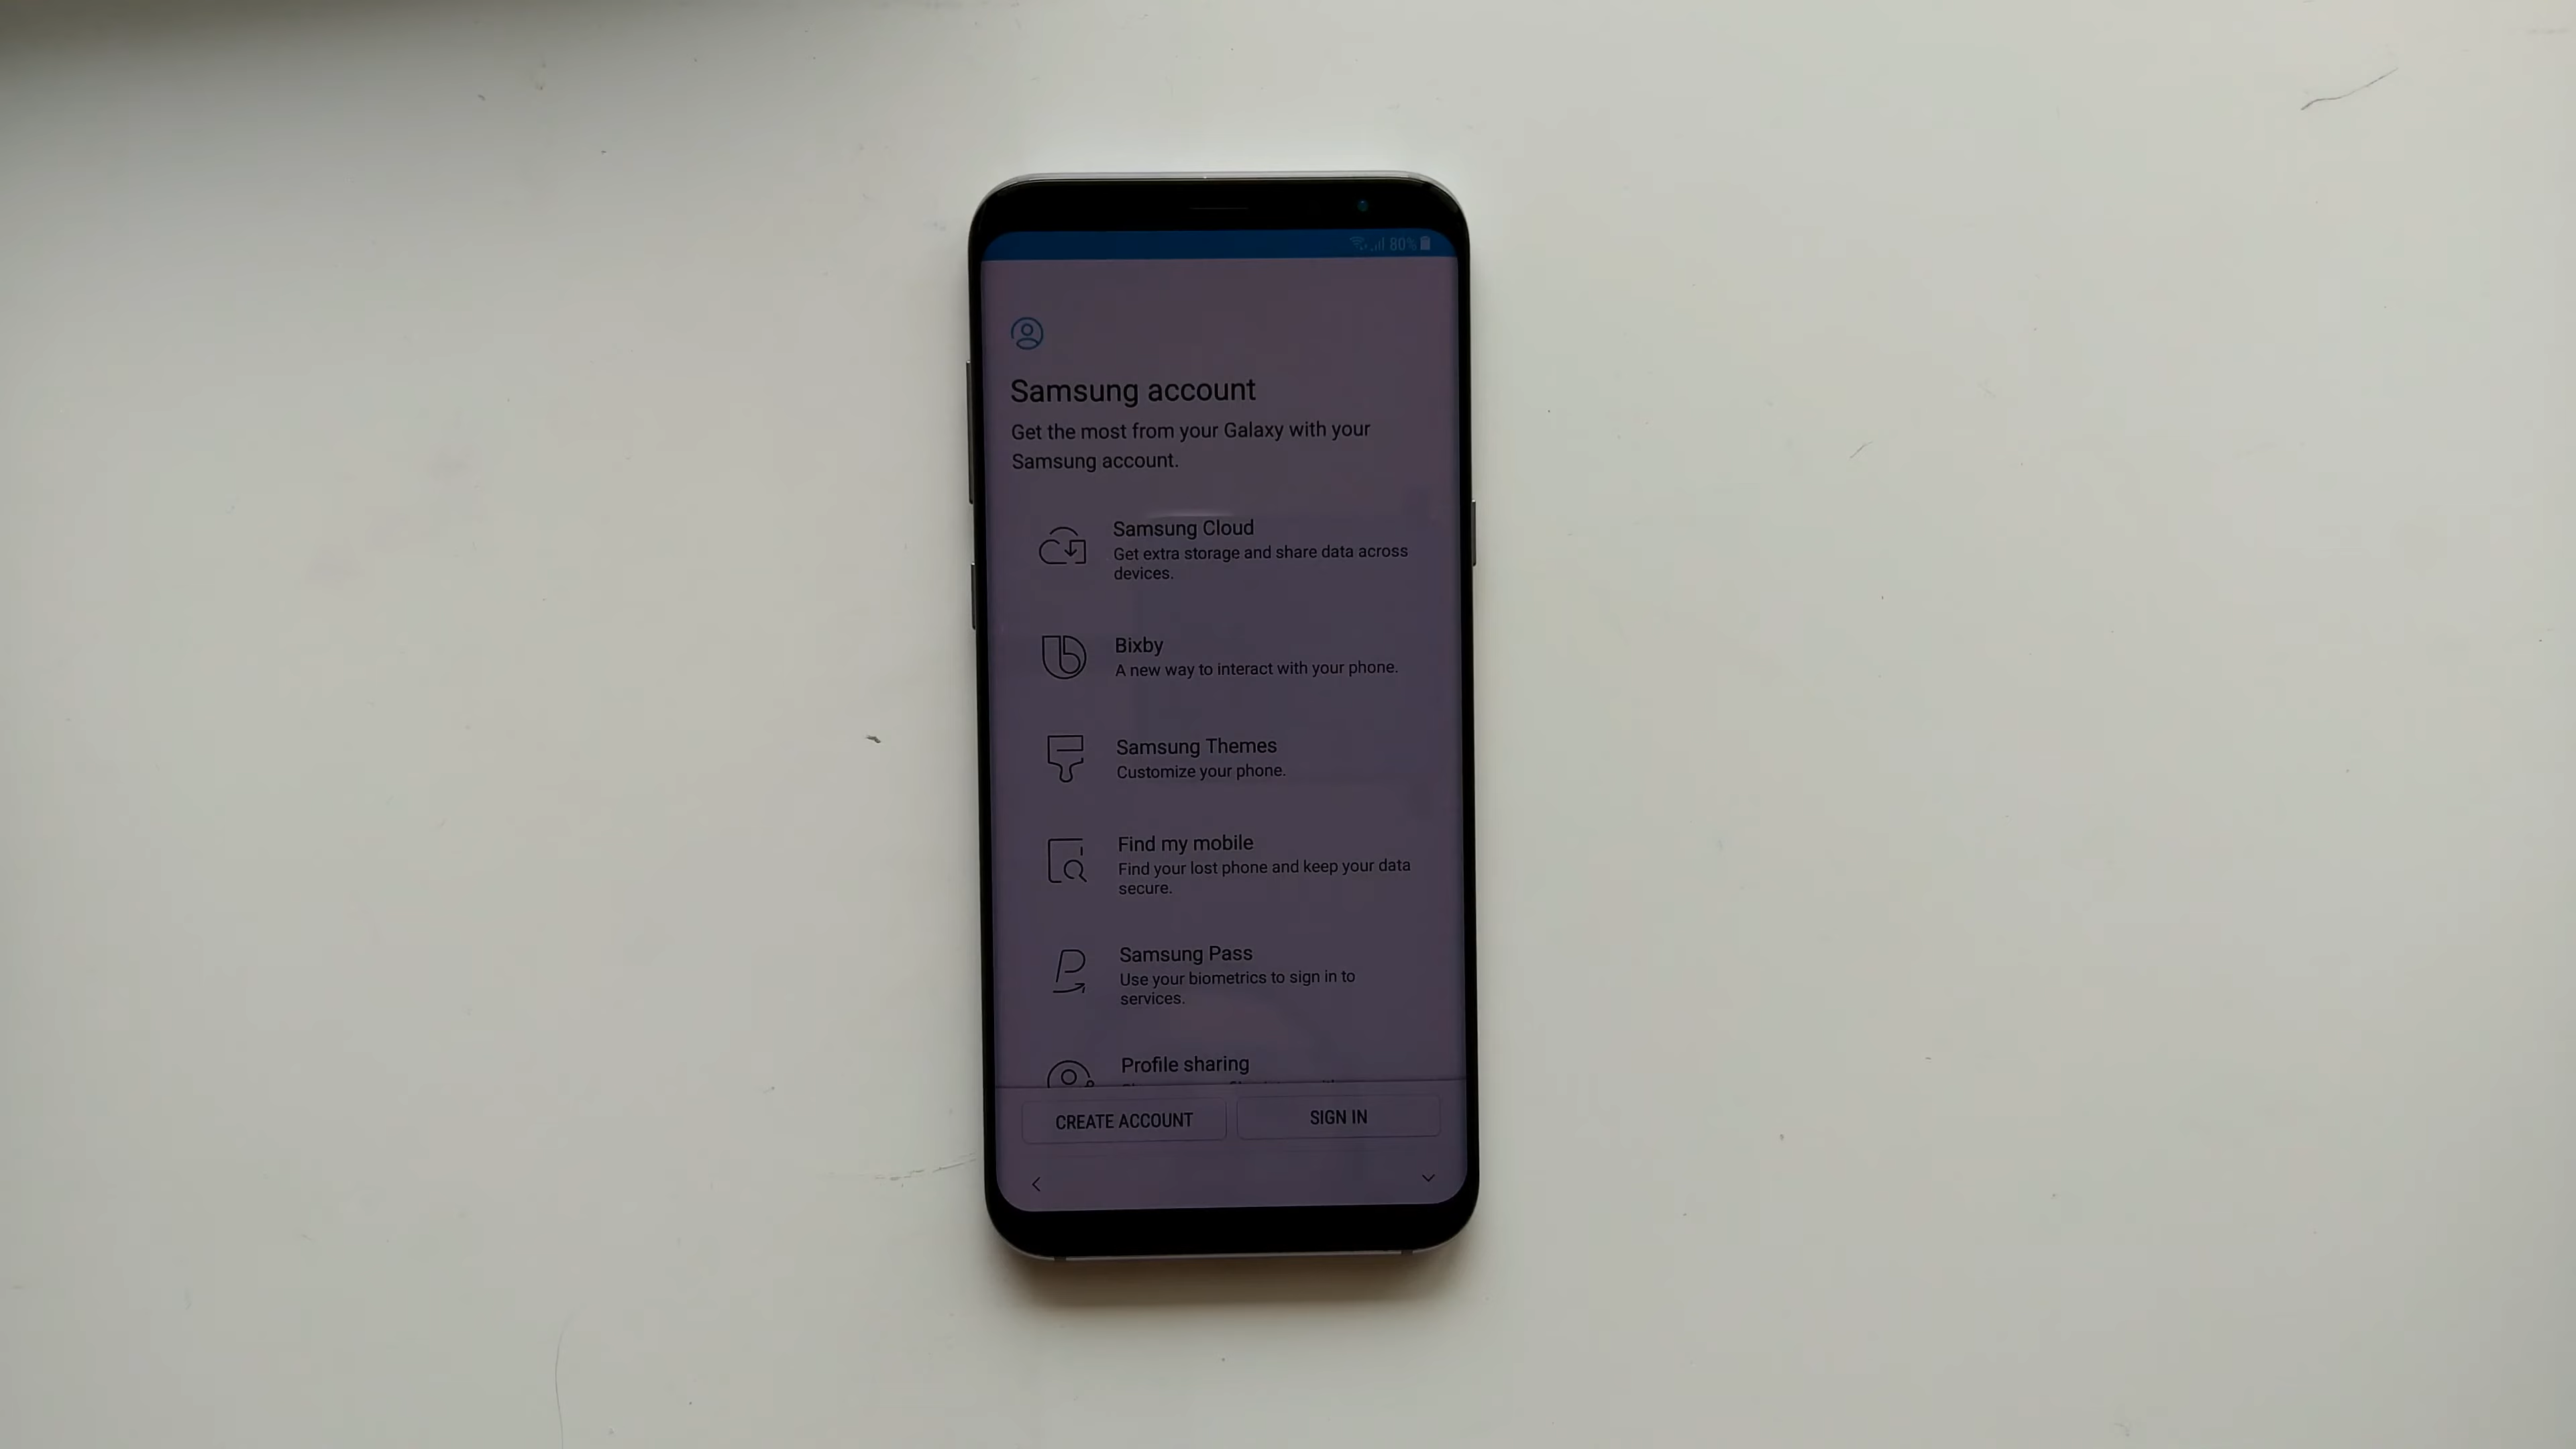 80%
Samsung account
Get the most from your Galaxy with your
Samsung account.
Samsung Cloud
Get extra storage and share data across
devices.
Bixby
A new way to interact with your phone.
Samsung Themes
Customize your phone.
Find my mobile
Find your lost phone and keep your data
secure.
Samsung Pass
Use your biometrics to sign in to
services.
Profile sharing
CREATE ACCOUNT
SIGN IN